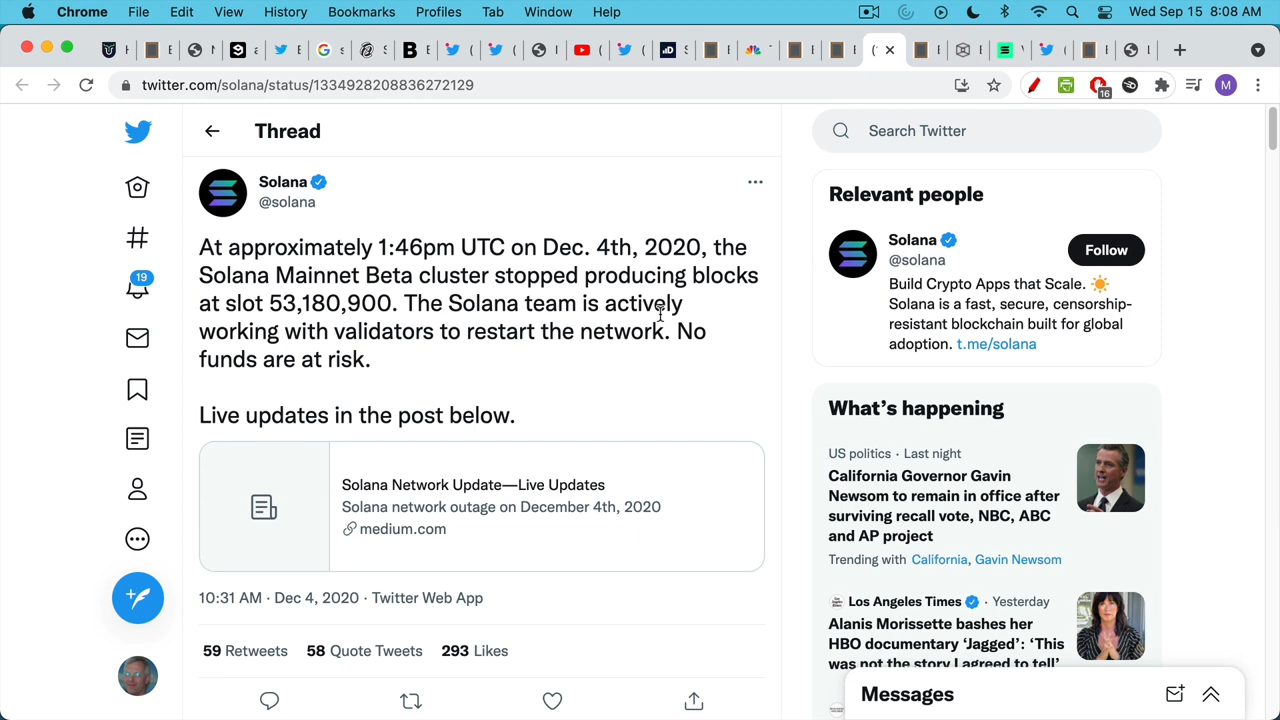 Chrome File Edit View History Bookmarks Profiles Tab Window Help Wed Sep 15 8:08 AM
twitter.com/solana/status/1334928208836272129
16
M
Thread
Search Twitter
19
Solana
@solana
At approximately 1:46pm UTC on Dec. 4th, 2020, the
Solana Mainnet Beta cluster stopped producing blocks
at slot 53,180,900. The Solana team is actively
working with validators to restart the network. No
funds are at risk.
Live updates in the post below.
Solana Network Update—Live Updates
Solana network outage on December 4th, 2020
medium.com
10:31 AM · Dec 4, 2020 · Twitter Web App
59 Retweets 58 Quote Tweets 293 Likes
Relevant people
Solana
@solana
Follow
Build Crypto Apps that Scale.
Solana is a fast, secure, censorship-
resistant blockchain built for global
adoption. t.me/solana
What's happening
US politics · Last night
California Governor Gavin
Newsom to remain in office after
surviving recall vote, NBC, ABC
and AP project
Trending with California, Gavin Newsom
Los Angeles Times · Yesterday
Alanis Morissette bashes her
HBO documentary 'Jagged': 'This
was not the story I agreed to tell'
Messages